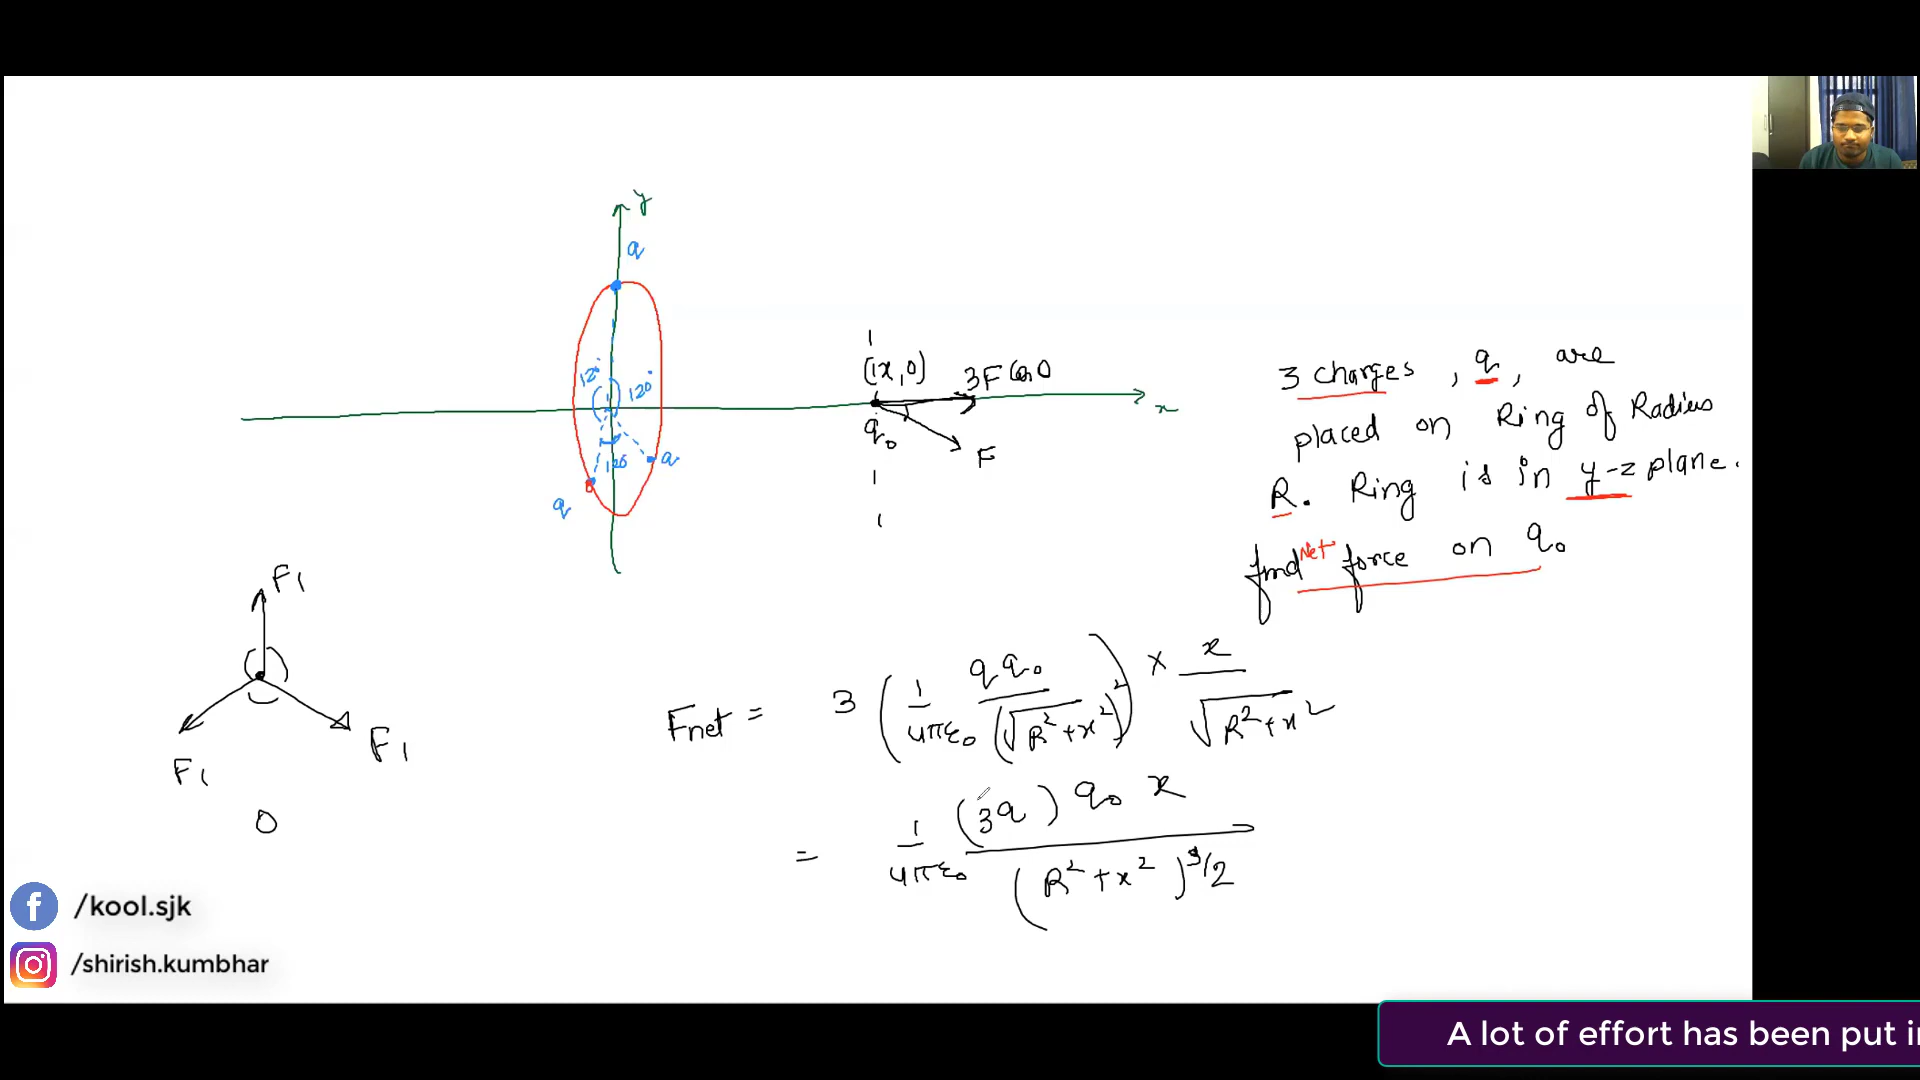 y
q
120°
120°
120
q
q
(x,0)
3F Cos θ
x
q₀
F
3 charges, q, are
placed on Ring of Radius
R. Ring is in y-z plane.
find Net force on q₀
F₁
F₁
F₁
0
Fnet = 3 (1/4πε₀ qq₀/(√R²+x²)²) × x/√R²+x²
= 1/4πε₀ (3q) q₀ x/(R²+x²)^3/2
/kool.sjk
/shirish.kumbhar
A lot of effort has been put i